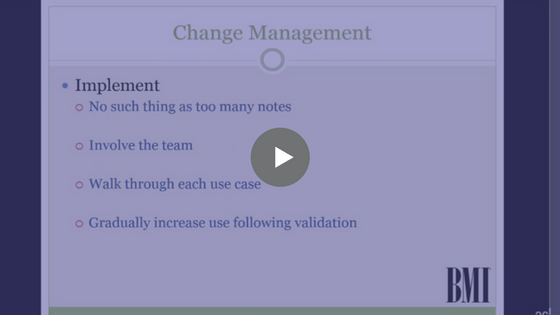 Change Management
Implement
No such thing as too many notes
Involve the team
Walk through each use case
Gradually increase use following validation
BMI